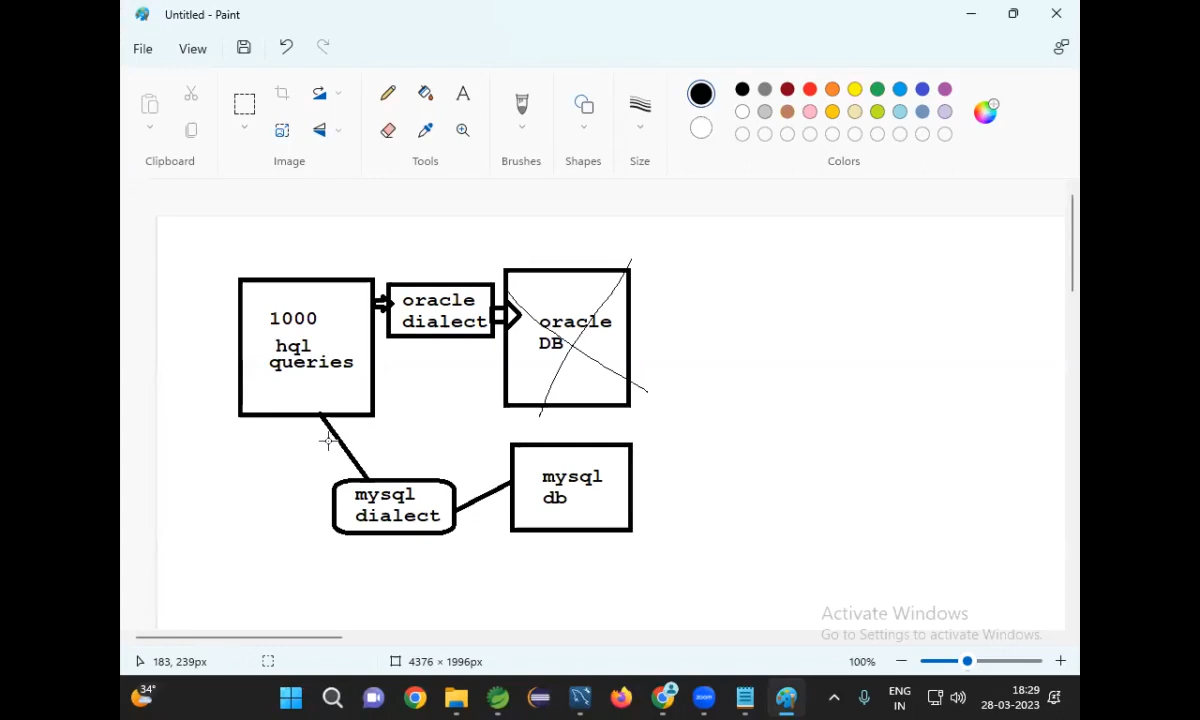 Untitled - Paint
File View
Clipboard Image Tools Brushes Shapes Size Colors
1000
hql
queries
oracle
dialect
oracle
DB
mysql
dialect
mysql
db
Activate Windows
Go to Settings to activate Windows.
183, 239px 4376 × 1996px 100%
34°
zoom
ENG
IN
18:29
28-03-2023